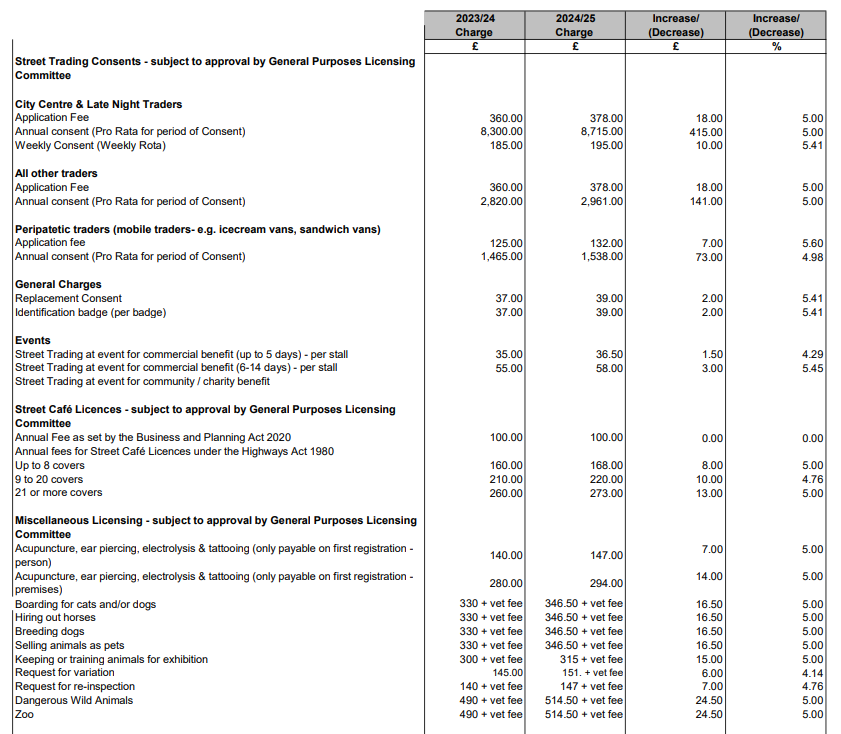 2023/24 2024/25 Increase/ Increase/
Charge Charge (Decrease) (Decrease)
£ £ £ %
Street Trading Consents - subject to approval by General Purposes Licensing
Committee
City Centre & Late Night Traders
Application Fee 360.00 378.00 18.00 5.00
Annual consent (Pro Rata for period of Consent) 8,300.00 8,715.00 415.00 5.00
Weekly Consent (Weekly Rota) 185.00 195.00 10.00 5.41
All other traders
Application Fee 360.00 378.00 18.00 5.00
Annual consent (Pro Rata for period of Consent) 2,820.00 2,961.00 141.00 5.00
Peripatetic traders (mobile traders- e.g. icecream vans, sandwich vans)
Application fee 125.00 132.00 7.00 5.60
Annual consent (Pro Rata for period of Consent) 1,465.00 1,538.00 73.00 4.98
General Charges
Replacement Consent 37.00 39.00 2.00 5.41
Identification badge (per badge) 37.00 39.00 2.00 5.41
Events
Street Trading at event for commercial benefit (up to 5 days) - per stall 35.00 36.50 1.50 4.29
Street Trading at event for commercial benefit (6-14 days) - per stall 55.00 58.00 3.00 5.45
Street Trading at event for community / charity benefit
Street Café Licences - subject to approval by General Purposes Licensing
Committee
Annual Fee as set by the Business and Planning Act 2020 100.00 100.00 0.00 0.00
Annual fees for Street Café Licences under the Highways Act 1980
Up to 8 covers 160.00 168.00 8.00 5.00
9 to 20 covers 210.00 220.00 10.00 4.76
21 or more covers 260.00 273.00 13.00 5.00
Miscellaneous Licensing - subject to approval by General Purposes Licensing
Committee
Acupuncture, ear piercing, electrolysis & tattooing (only payable on first registration -
person) 140.00 147.00 7.00 5.00
Acupuncture, ear piercing, electrolysis & tattooing (only payable on first registration -
premises) 280.00 294.00 14.00 5.00
Boarding for cats and/or dogs 330 + vet fee 346.50 + vet fee 16.50 5.00
Hiring out horses 330 + vet fee 346.50 + vet fee 16.50 5.00
Breeding dogs 330 + vet fee 346.50 + vet fee 16.50 5.00
Selling animals as pets 330 + vet fee 346.50 + vet fee 16.50 5.00
Keeping or training animals for exhibition 300 + vet fee 315 + vet fee 15.00 5.00
Request for variation 145.00 151. + vet fee 6.00 4.14
Request for re-inspection 140 + vet fee 147 + vet fee 7.00 4.76
Dangerous Wild Animals 490 + vet fee 514.50 + vet fee 24.50 5.00
Zoo 490 + vet fee 514.50 + vet fee 24.50 5.00